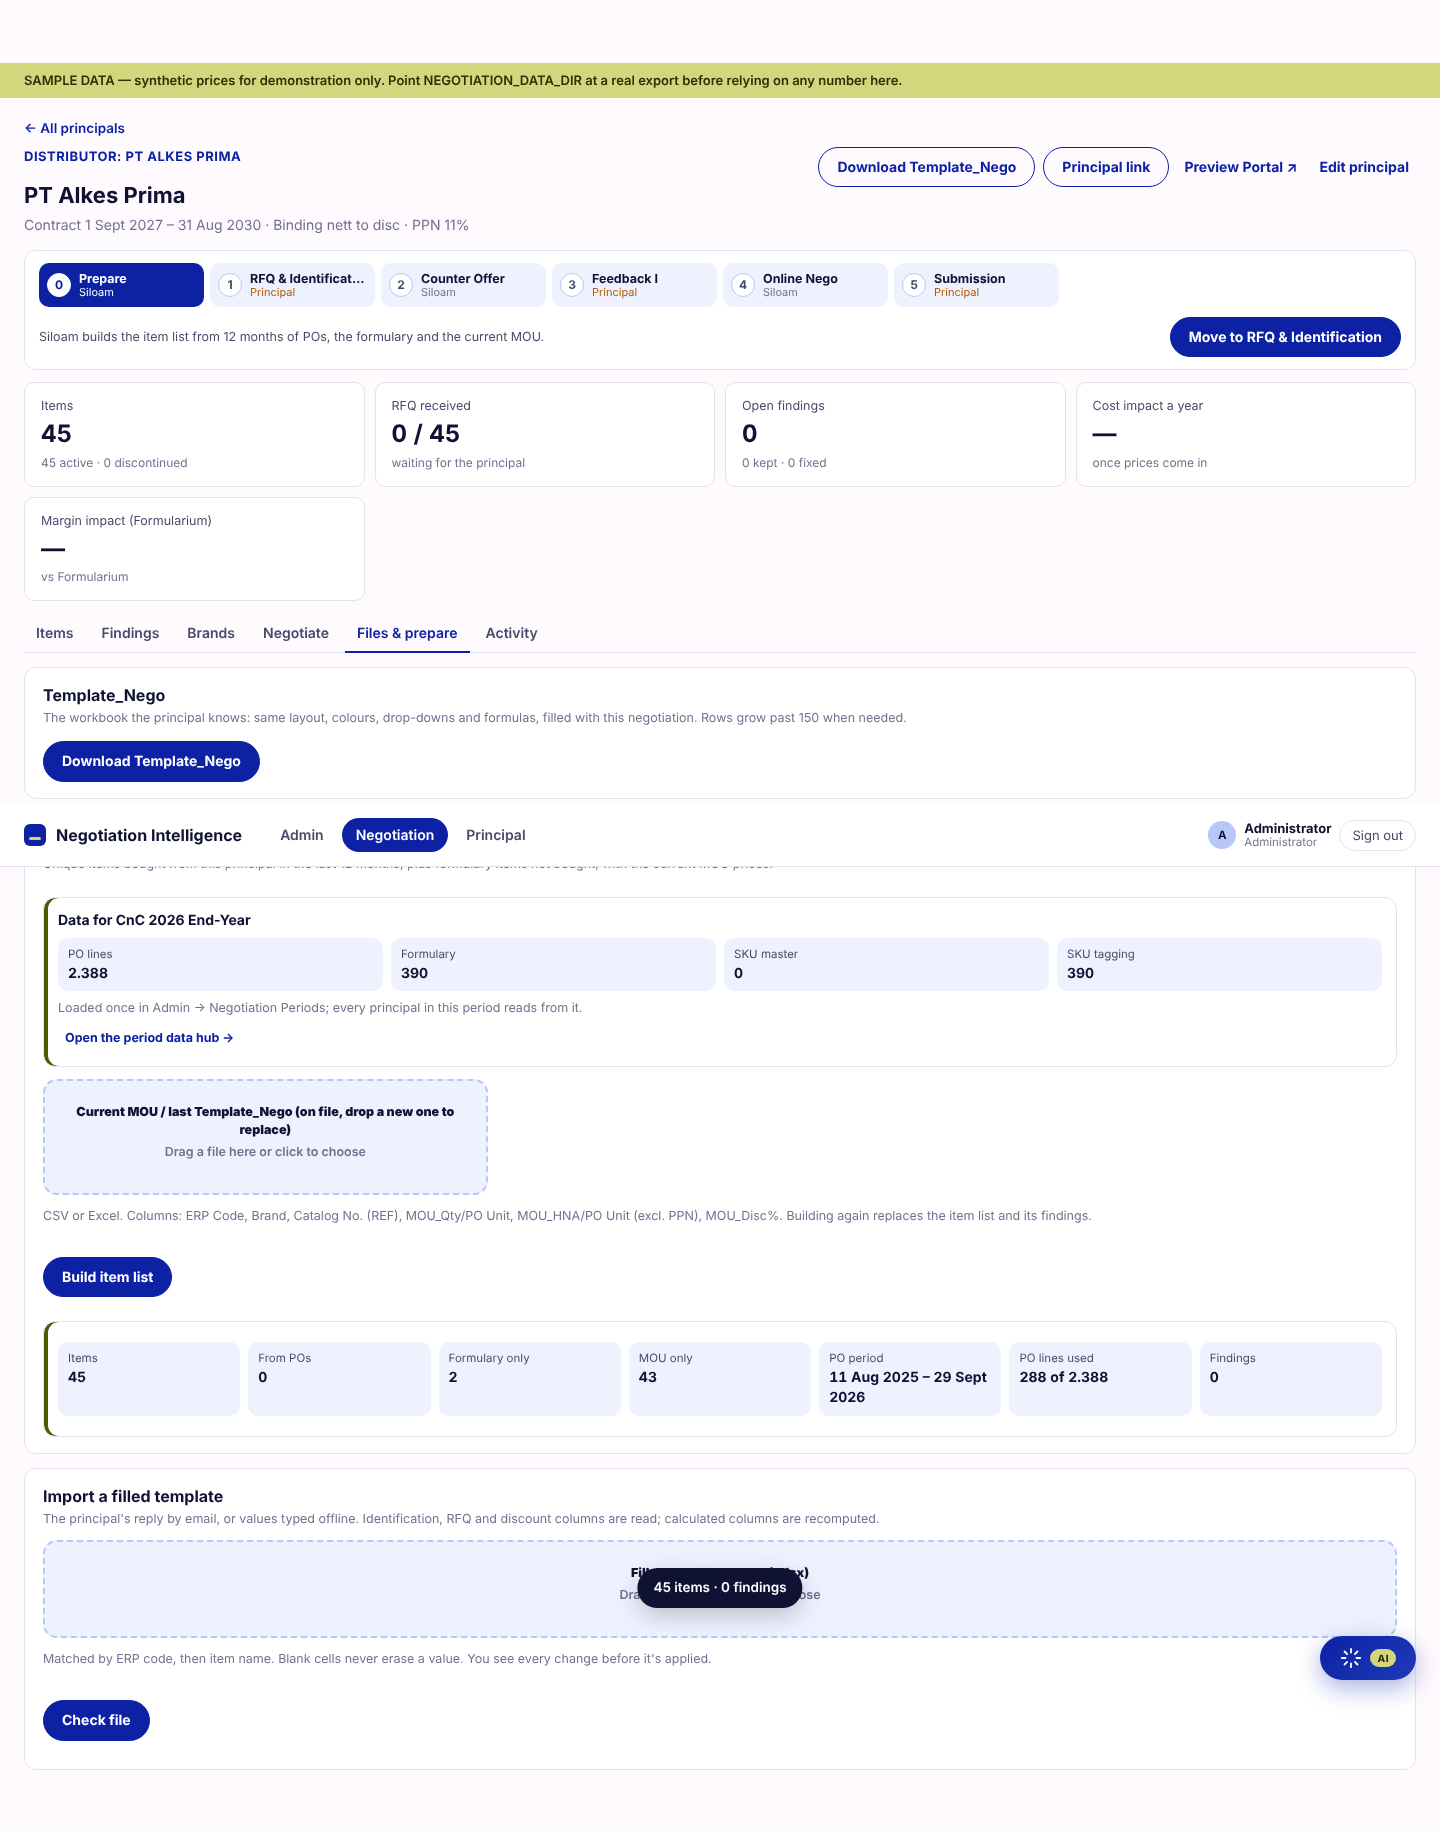 SAMPLE DATA — synthetic prices for demonstration only. Point NEGOTIATION_DATA_DIR at a real export before relying on any number here.
← All principals
DISTRIBUTOR: PT ALKES PRIMA
PT Alkes Prima
Contract 1 Sept 2027 – 31 Aug 2030 · Binding nett to disc · PPN 11%
Download Template_Nego
Principal link
Preview Portal ↗
Edit principal
0 Prepare
Siloam
1 RFQ & Identificat...
Principal
2 Counter Offer
Siloam
3 Feedback I
Principal
4 Online Nego
Siloam
5 Submission
Principal
Siloam builds the item list from 12 months of POs, the formulary and the current MOU.
Move to RFQ & Identification
Items
45
45 active · 0 discontinued
RFQ received
0 / 45
waiting for the principal
Open findings
0
0 kept · 0 fixed
Cost impact a year
—
once prices come in
Margin impact (Formularium)
—
vs Formularium
Items
Findings
Brands
Negotiate
Files & prepare
Activity
Template_Nego
The workbook the principal knows: same layout, colours, drop-downs and formulas, filled with this negotiation. Rows grow past 150 when needed.
Download Template_Nego
Negotiation Intelligence
Admin
Negotiation
Principal
A
Administrator
Administrator
Sign out
Data for CnC 2026 End-Year
PO lines
2.388
Formulary
390
SKU master
0
SKU tagging
390
Loaded once in Admin → Negotiation Periods; every principal in this period reads from it.
Open the period data hub →
Current MOU / last Template_Nego (on file, drop a new one to
replace)
Drag a file here or click to choose
CSV or Excel. Columns: ERP Code, Brand, Catalog No. (REF), MOU_Qty/PO Unit, MOU_HNA/PO Unit (excl. PPN), MOU_Disc%. Building again replaces the item list and its findings.
Build item list
Items
45
From POs
0
Formulary only
2
MOU only
43
PO period
11 Aug 2025 – 29 Sept
2026
PO lines used
288 of 2.388
Findings
0
Import a filled template
The principal's reply by email, or values typed offline. Identification, RFQ and discount columns are read; calculated columns are recomputed.
45 items · 0 findings
Matched by ERP code, then item name. Blank cells never erase a value. You see every change before it's applied.
AI
Check file